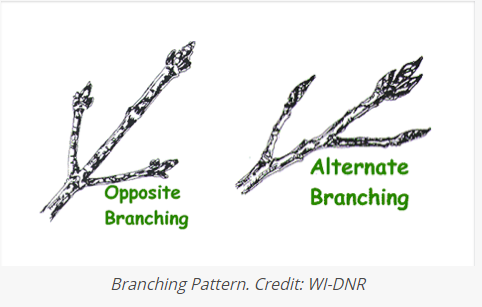 Opposite
Branching
Alternate
Branching
Branching Pattern. Credit: WI-DNR